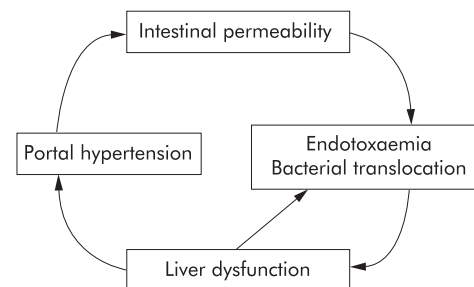 Intestinal permeability
Portal hypertension
Endotoxaemia
Bacterial translocation
Liver dysfunction